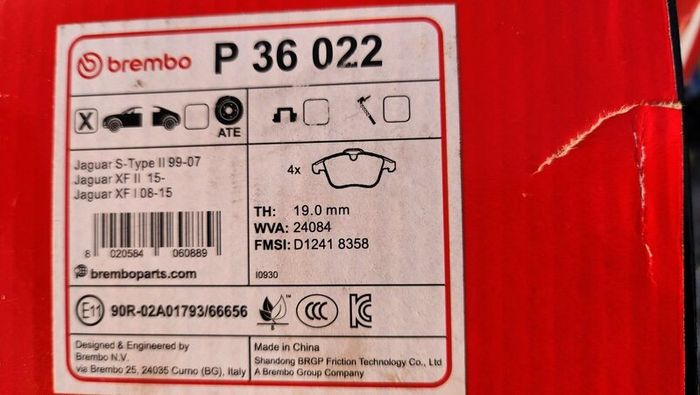 brembo P 36 022
X
ATE
Jaguar S-Type II 99-07
Jaguar XF II 15-
Jaguar XF I 08-15
4x
TH: 19.0 mm
WVA: 24084
FMSI: D1241 8358
8 020584 060889
bremboparts.com
I0930
E11 90R-02A01793/66656
CCC KC
Designed & Engineered by
Brembo N.V.
via Brembo 25, 24035 Curno (BG), Italy
Made in China
Shandong BRGP Friction Technology Co., Ltd
A Brembo Group Company